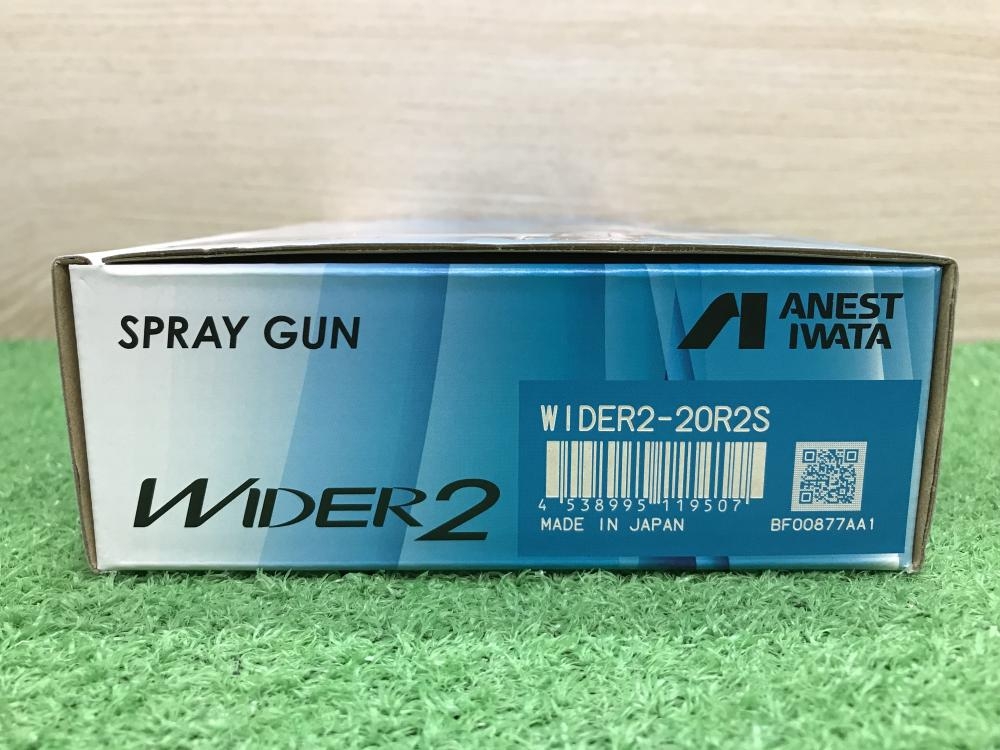 SPRAY GUN
ANEST
IWATA
WIDER2
WIDER2-20R2S
4 538995 119507
MADE IN JAPAN
BF00877AA1